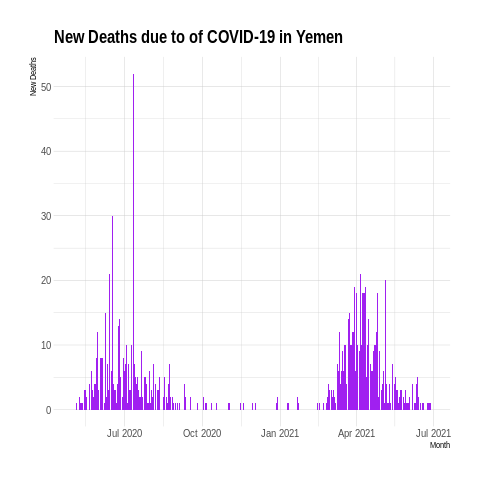 New Deaths due to of COVID-19 in Yemen
New Deaths
50
40
30
20
10
0
Jul 2020 Oct 2020 Jan 2021 Apr 2021 Jul 2021
Month